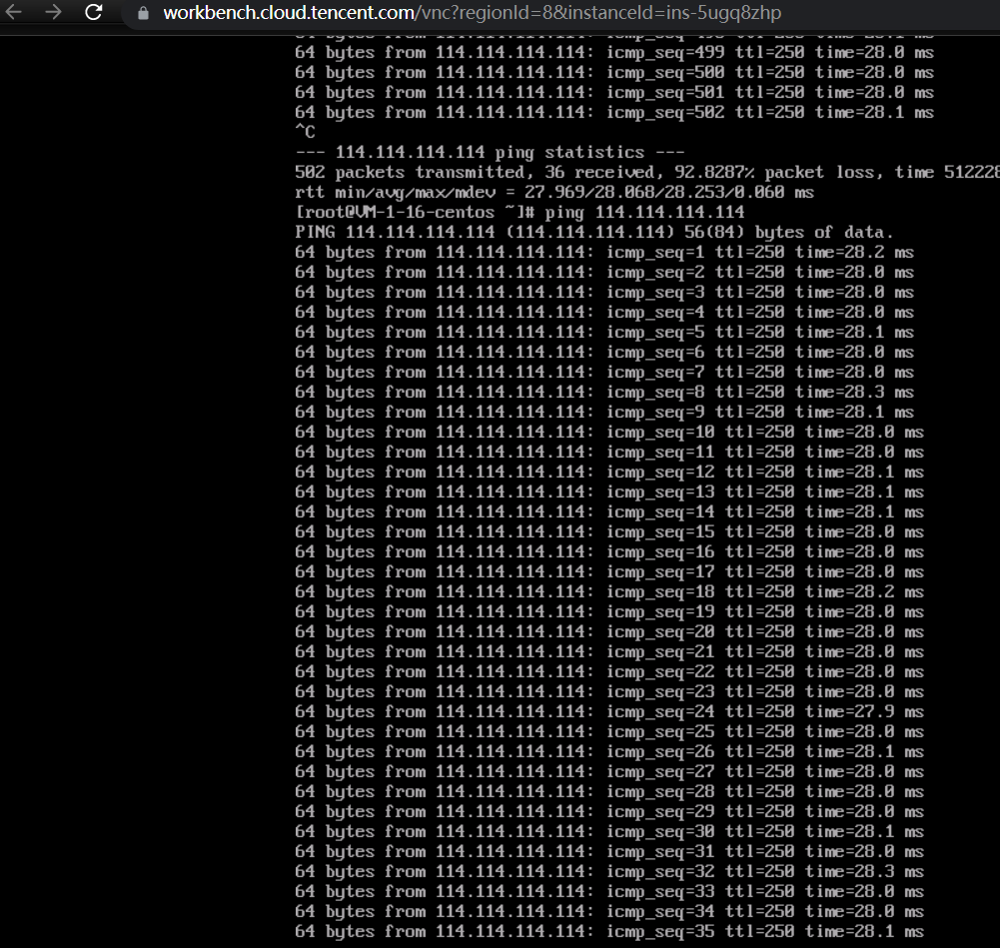 workbench.cloud.tencent.com/vnc?regionId=8&instanceId=ins-5ugq8zhp
64 bytes from 114.114.114.114: icmp_seq=499 ttl=250 time=28.0 ms
64 bytes from 114.114.114.114: icmp_seq=500 ttl=250 time=28.0 ms
64 bytes from 114.114.114.114: icmp_seq=501 ttl=250 time=28.0 ms
64 bytes from 114.114.114.114: icmp_seq=502 ttl=250 time=28.1 ms
^C
--- 114.114.114.114 ping statistics ---
502 packets transmitted, 36 received, 92.8287% packet loss, time 512228
rtt min/avg/max/mdev = 27.969/28.068/28.253/0.060 ms
[root@VM-1-16-centos ~]# ping 114.114.114.114
PING 114.114.114.114 (114.114.114.114) 56(84) bytes of data.
64 bytes from 114.114.114.114: icmp_seq=1 ttl=250 time=28.2 ms
64 bytes from 114.114.114.114: icmp_seq=2 ttl=250 time=28.0 ms
64 bytes from 114.114.114.114: icmp_seq=3 ttl=250 time=28.0 ms
64 bytes from 114.114.114.114: icmp_seq=4 ttl=250 time=28.0 ms
64 bytes from 114.114.114.114: icmp_seq=5 ttl=250 time=28.1 ms
64 bytes from 114.114.114.114: icmp_seq=6 ttl=250 time=28.0 ms
64 bytes from 114.114.114.114: icmp_seq=7 ttl=250 time=28.0 ms
64 bytes from 114.114.114.114: icmp_seq=8 ttl=250 time=28.3 ms
64 bytes from 114.114.114.114: icmp_seq=9 ttl=250 time=28.1 ms
64 bytes from 114.114.114.114: icmp_seq=10 ttl=250 time=28.0 ms
64 bytes from 114.114.114.114: icmp_seq=11 ttl=250 time=28.0 ms
64 bytes from 114.114.114.114: icmp_seq=12 ttl=250 time=28.1 ms
64 bytes from 114.114.114.114: icmp_seq=13 ttl=250 time=28.1 ms
64 bytes from 114.114.114.114: icmp_seq=14 ttl=250 time=28.1 ms
64 bytes from 114.114.114.114: icmp_seq=15 ttl=250 time=28.0 ms
64 bytes from 114.114.114.114: icmp_seq=16 ttl=250 time=28.0 ms
64 bytes from 114.114.114.114: icmp_seq=17 ttl=250 time=28.0 ms
64 bytes from 114.114.114.114: icmp_seq=18 ttl=250 time=28.2 ms
64 bytes from 114.114.114.114: icmp_seq=19 ttl=250 time=28.0 ms
64 bytes from 114.114.114.114: icmp_seq=20 ttl=250 time=28.0 ms
64 bytes from 114.114.114.114: icmp_seq=21 ttl=250 time=28.0 ms
64 bytes from 114.114.114.114: icmp_seq=22 ttl=250 time=28.0 ms
64 bytes from 114.114.114.114: icmp_seq=23 ttl=250 time=28.0 ms
64 bytes from 114.114.114.114: icmp_seq=24 ttl=250 time=27.9 ms
64 bytes from 114.114.114.114: icmp_seq=25 ttl=250 time=28.0 ms
64 bytes from 114.114.114.114: icmp_seq=26 ttl=250 time=28.1 ms
64 bytes from 114.114.114.114: icmp_seq=27 ttl=250 time=28.0 ms
64 bytes from 114.114.114.114: icmp_seq=28 ttl=250 time=28.0 ms
64 bytes from 114.114.114.114: icmp_seq=29 ttl=250 time=28.0 ms
64 bytes from 114.114.114.114: icmp_seq=30 ttl=250 time=28.1 ms
64 bytes from 114.114.114.114: icmp_seq=31 ttl=250 time=28.0 ms
64 bytes from 114.114.114.114: icmp_seq=32 ttl=250 time=28.3 ms
64 bytes from 114.114.114.114: icmp_seq=33 ttl=250 time=28.0 ms
64 bytes from 114.114.114.114: icmp_seq=34 ttl=250 time=28.0 ms
64 bytes from 114.114.114.114: icmp_seq=35 ttl=250 time=28.1 ms